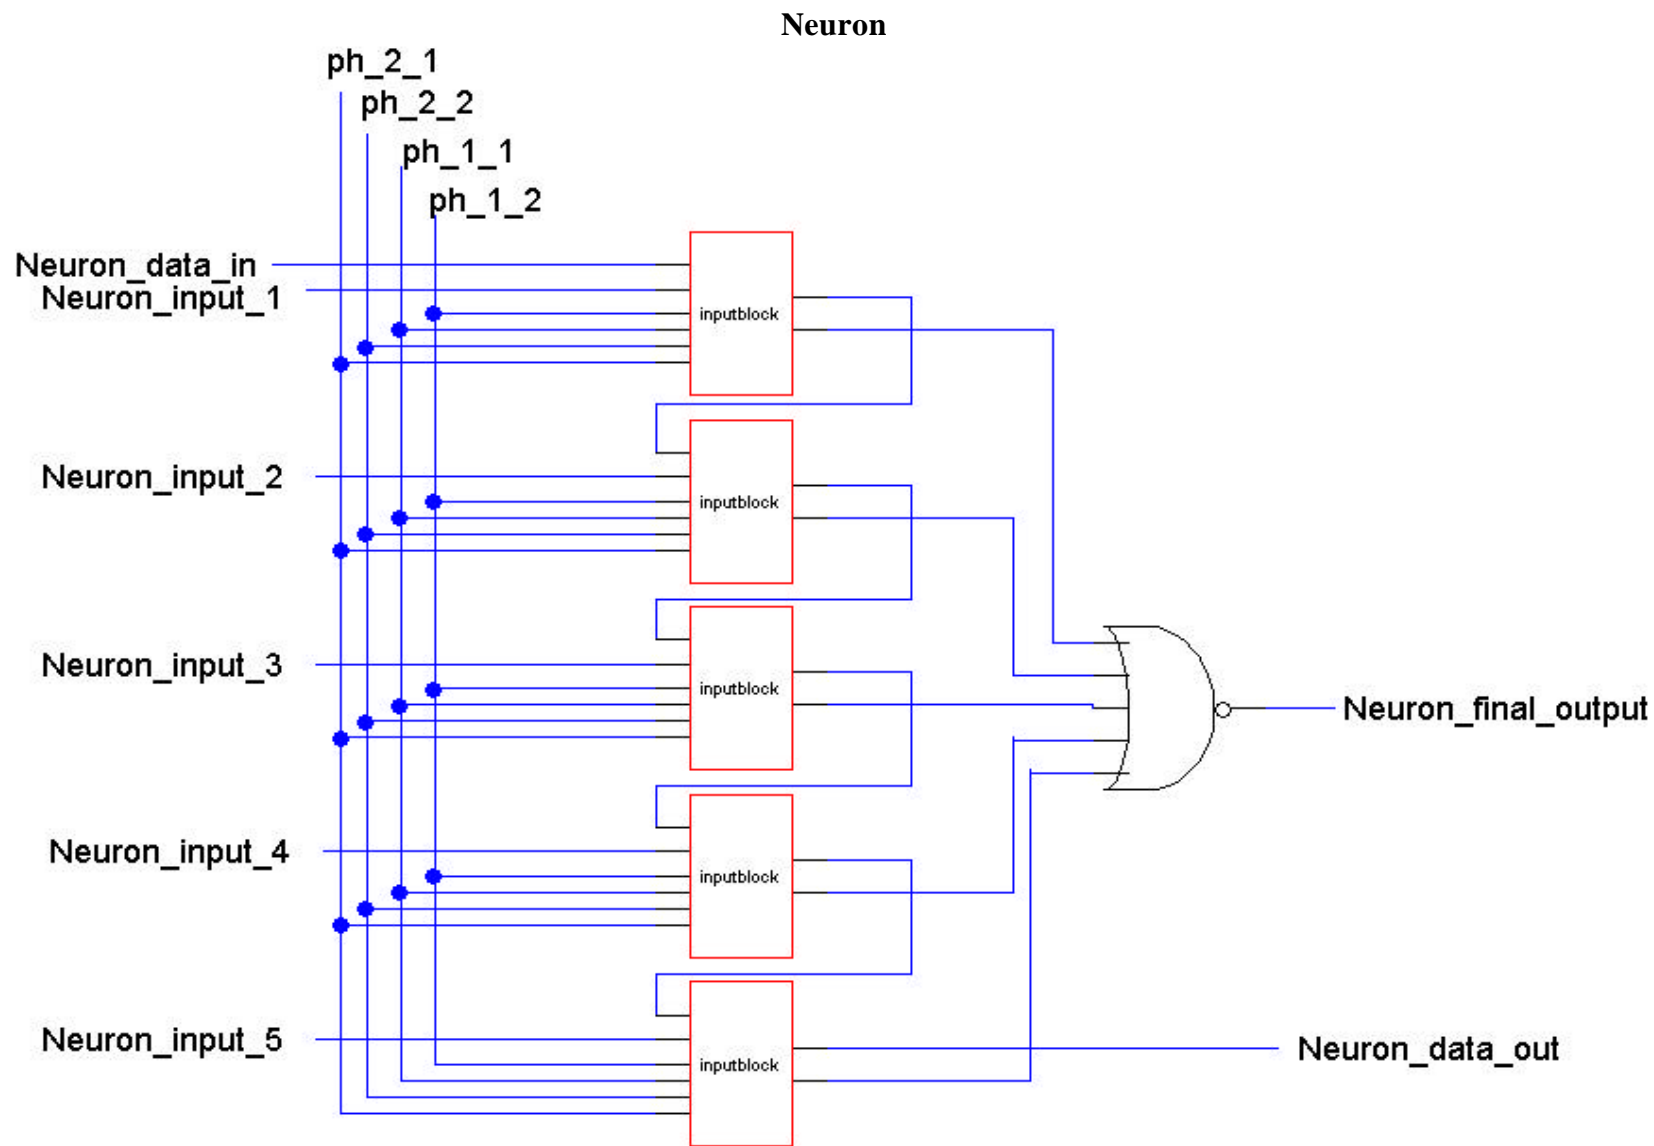 Neuron
ph_2_1
ph_2_2
ph_1_1
ph_1_2
Neuron_data_in
Neuron_input_1
inputblock
Neuron_input_2
inputblock
Neuron_input_3
inputblock
Neuron_final_output
Neuron_input_4
inputblock
Neuron_input_5
Neuron_data_out
inputblock